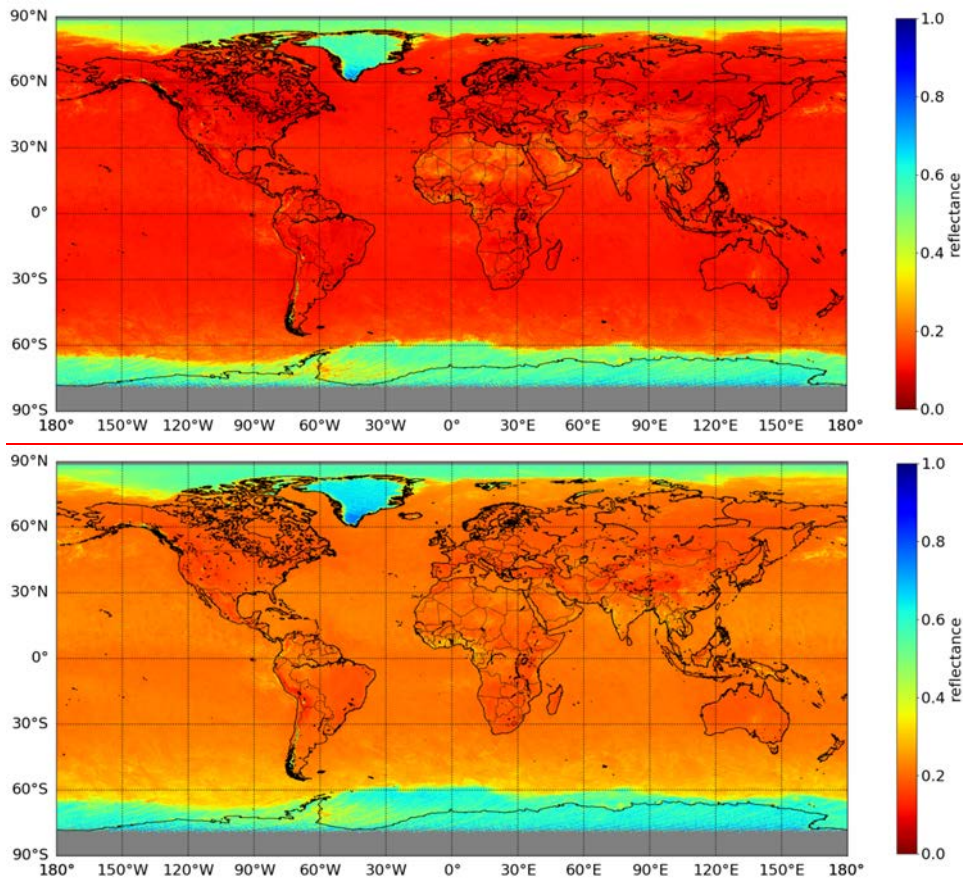 90°N
60°N
30°N
0°
30°S
60°S
90°S
180°
150°W
120°W
90°W
60°W
30°W
0°
30°E
60°E
90°E
120°E
150°E
180°
1.0
0.8
0.6
0.4
0.2
0.0
reflectance
90°N
60°N
30°N
0°
30°S
60°S
90°S
180°
150°W
120°W
90°W
60°W
30°W
0°
30°E
60°E
90°E
120°E
150°E
180°
1.0
0.8
0.6
0.4
0.2
0.0
reflectance